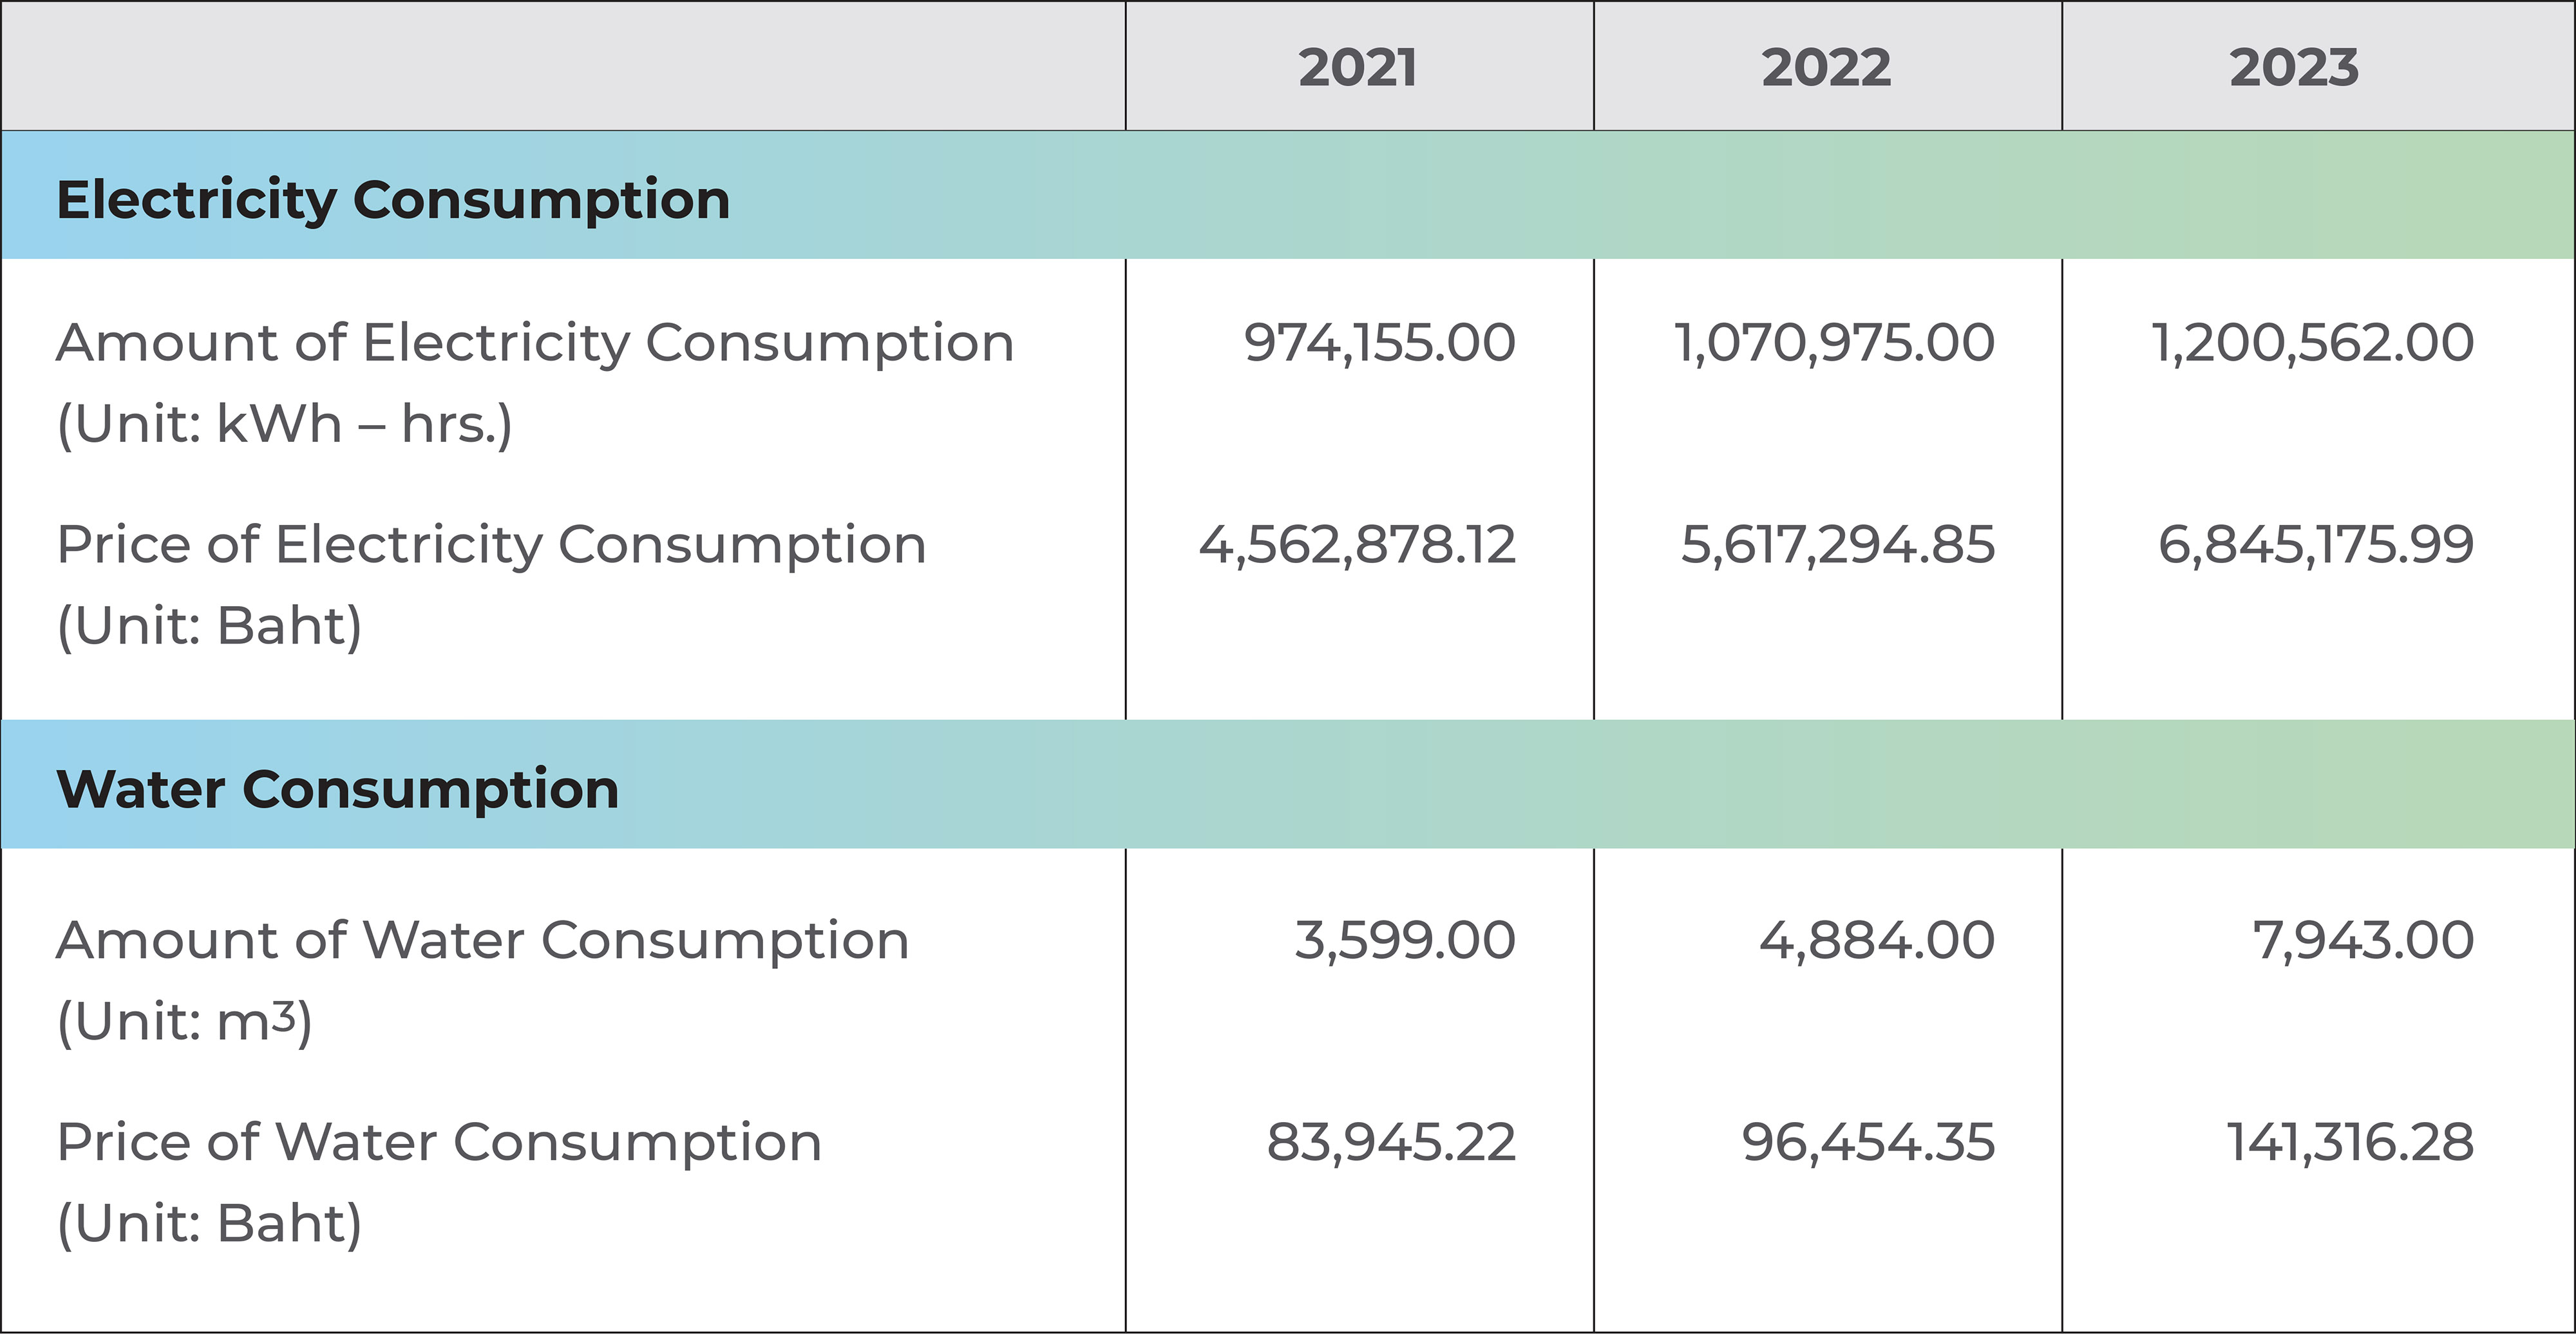 2021 2022 2023
Electricity Consumption
Amount of Electricity Consumption 974,155.00 1,070,975.00 1,200,562.00
(Unit: kWh – hrs.)
Price of Electricity Consumption 4,562,878.12 5,617,294.85 6,845,175.99
(Unit: Baht)
Water Consumption
Amount of Water Consumption 3,599.00 4,884.00 7,943.00
(Unit: m³)
Price of Water Consumption 83,945.22 96,454.35 141,316.28
(Unit: Baht)